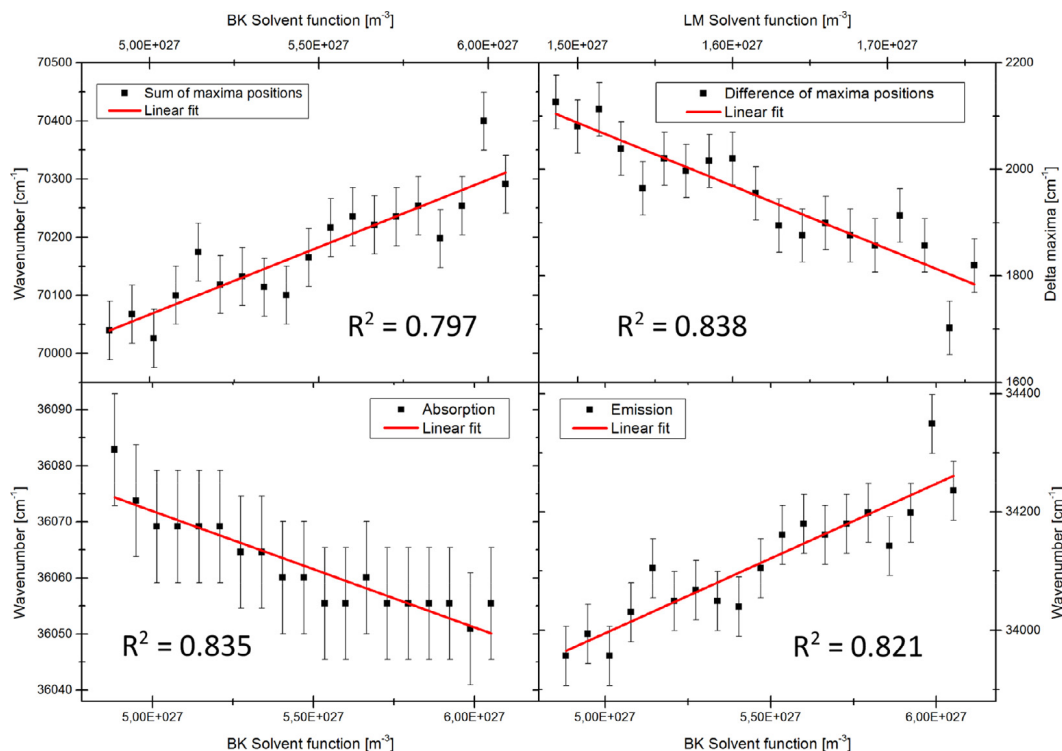 BK Solvent function [m⁻³]
5,00E+027 5,50E+027 6,00E+027
LM Solvent function [m⁻³]
1,50E+027 1,60E+027 1,70E+027
70500
70400
70300
70200
70100
70000
Wavenumber [cm⁻¹]
Sum of maxima positions
Linear fit
R² = 0.797
Difference of maxima positions
Linear fit
R² = 0.838
2200
2000
1800
1600
Delta maxima [cm⁻¹]
36090
36080
36070
36060
36050
36040
Wavenumber [cm⁻¹]
Absorption
Linear fit
R² = 0.835
Emission
Linear fit
R² = 0.821
34400
34200
34000
Wavenumber [cm⁻¹]
5,00E+027 5,50E+027 6,00E+027
BK Solvent function [m⁻³]
5,00E+027 5,50E+027 6,00E+027
BK Solvent function [m⁻³]